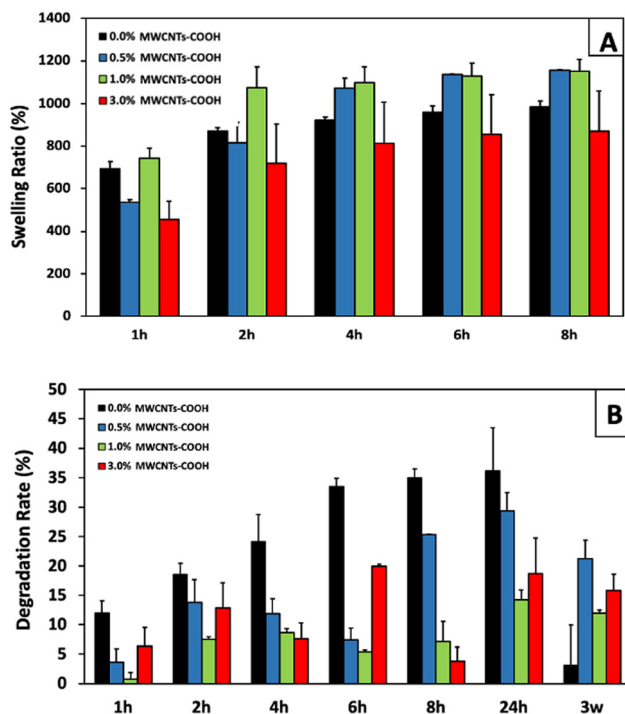 A
0.0% MWCNTs-COOH
0.5% MWCNTs-COOH
1.0% MWCNTs-COOH
3.0% MWCNTs-COOH
Swelling Ratio (%)
1400
1200
1000
800
600
400
200
0
1h 2h 4h 6h 8h
B
0.0% MWCNTs-COOH
0.5% MWCNTs-COOH
1.0% MWCNTs-COOH
3.0% MWCNTs-COOH
Degradation Rate (%)
50
45
40
35
30
25
20
15
10
5
0
1h 2h 4h 6h 8h 24h 3w